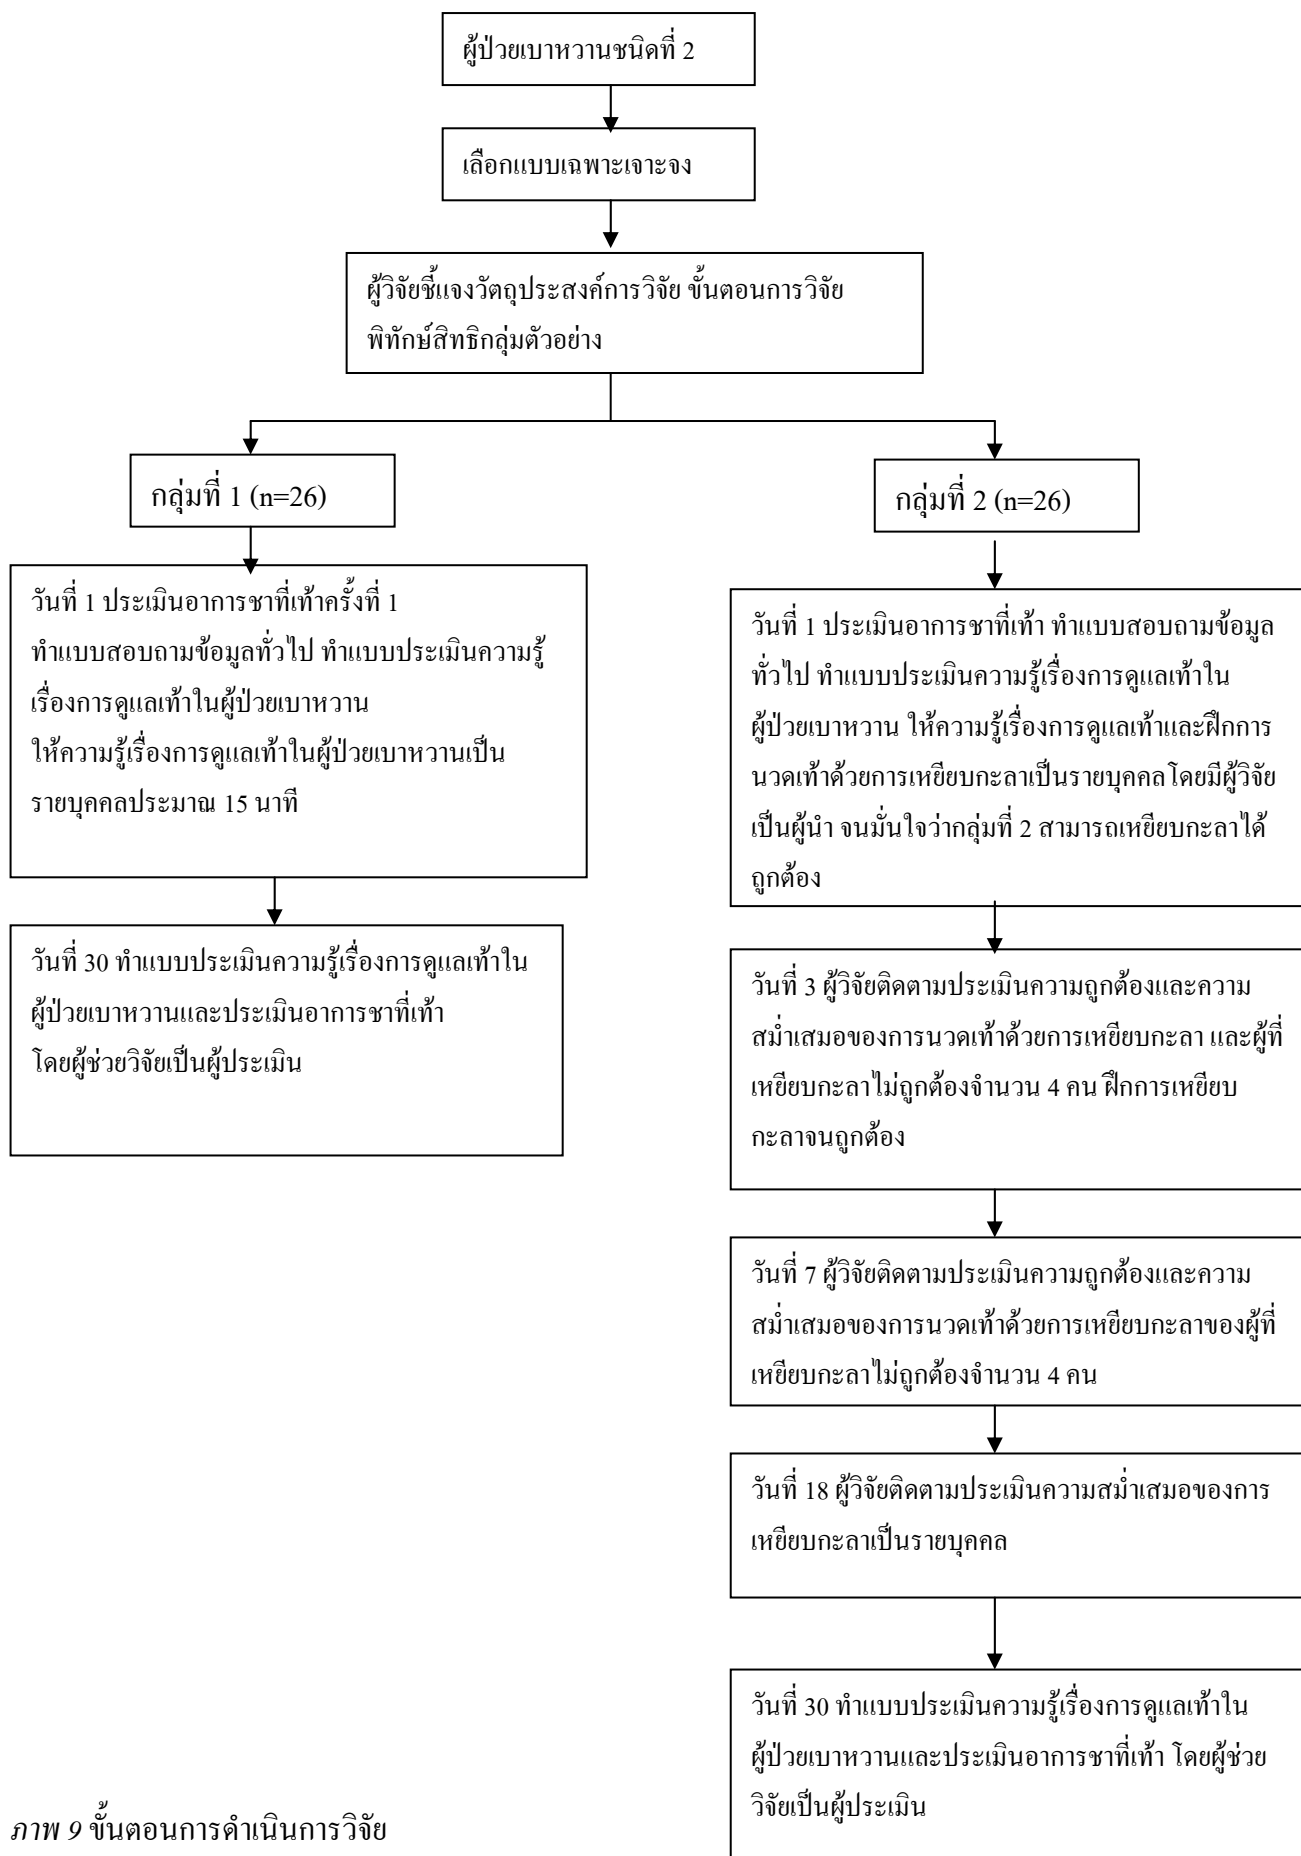 ผู้ป่วยเบาหวานชนิดที่ 2
เลือกแบบเฉพาะเจาะจง
ผู้วิจัยชี้แจงวัตถุประสงค์การวิจัย ขั้นตอนการวิจัย
พิทักษ์สิทธิกลุ่มตัวอย่าง
กลุ่มที่ 1 (n=26)
วันที่ 1 ประเมินอาการชาที่เท้าครั้งที่ 1
ทำแบบสอบถามข้อมูลทั่วไป ทำแบบประเมินความรู้
เรื่องการดูแลเท้าในผู้ป่วยเบาหวาน
ให้ความรู้เรื่องการดูแลเท้าในผู้ป่วยเบาหวานเป็น
รายบุคคลประมาณ 15 นาที
วันที่ 30 ทำแบบประเมินความรู้เรื่องการดูแลเท้าใน
ผู้ป่วยเบาหวานและประเมินอาการชาที่เท้า
โดยผู้ช่วยวิจัยเป็นผู้ประเมิน
กลุ่มที่ 2 (n=26)
วันที่ 1 ประเมินอาการชาที่เท้า ทำแบบสอบถามข้อมูล
ทั่วไป ทำแบบประเมินความรู้เรื่องการดูแลเท้าใน
ผู้ป่วยเบาหวาน ให้ความรู้เรื่องการดูแลเท้าและฝึกการ
นวดเท้าด้วยการเหยียบกะลาเป็นรายบุคคลโดยมีผู้วิจัย
เป็นผู้นำ จนมั่นใจว่ากลุ่มที่ 2 สามารถเหยียบกะลาได้
ถูกต้อง
วันที่ 3 ผู้วิจัยติดตามประเมินความถูกต้องและความ
สม่ำเสมอของการนวดเท้าด้วยการเหยียบกะลา และผู้ที่
เหยียบกะลาไม่ถูกต้องจำนวน 4 คน ฝึกการเหยียบ
กะลาจนถูกต้อง
วันที่ 7 ผู้วิจัยติดตามประเมินความถูกต้องและความ
สม่ำเสมอของการนวดเท้าด้วยการเหยียบกะลาของผู้ที่
เหยียบกะลาไม่ถูกต้องจำนวน 4 คน
วันที่ 18 ผู้วิจัยติดตามประเมินความสม่ำเสมอของการ
เหยียบกะลาเป็นรายบุคคล
วันที่ 30 ทำแบบประเมินความรู้เรื่องการดูแลเท้าใน
ผู้ป่วยเบาหวานและประเมินอาการชาที่เท้า โดยผู้ช่วย
วิจัยเป็นผู้ประเมิน
ภาพ 9 ขั้นตอนการดำเนินการวิจัย